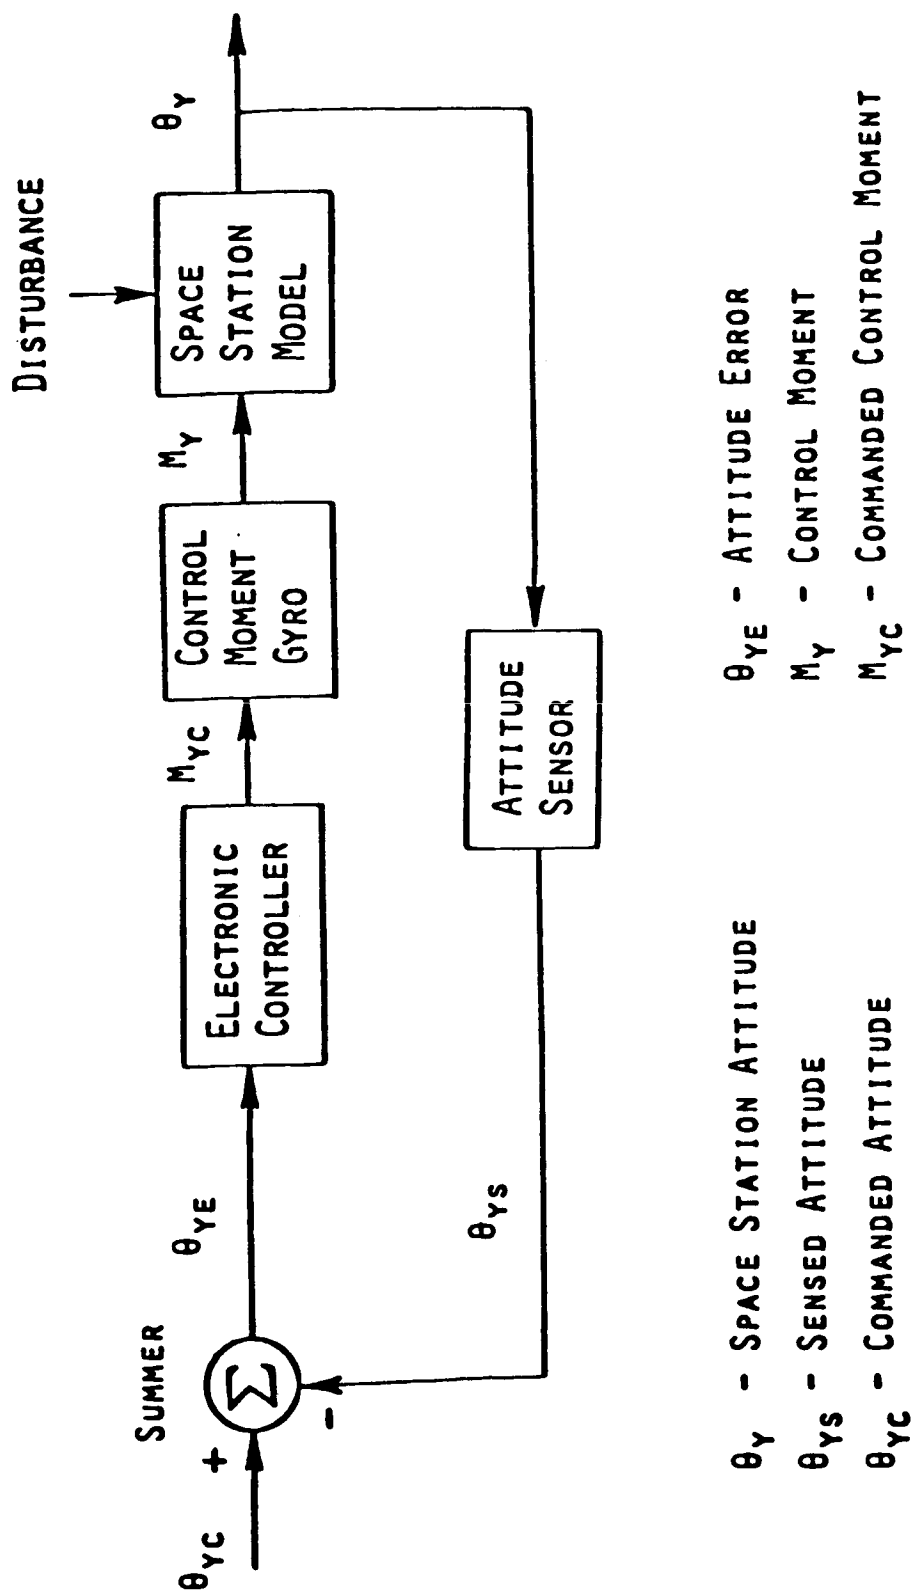 DISTURBANCE
SUMMER
θYC
+
-
Σ
θYE
ELECTRONIC
CONTROLLER
MYC
CONTROL
MOMENT
GYRO
MY
SPACE
STATION
MODEL
θY
θYS
ATTITUDE
SENSOR
θY - SPACE STATION ATTITUDE
θYS - SENSED ATTITUDE
θYC - COMMANDED ATTITUDE
θYE - ATTITUDE ERROR
MY - CONTROL MOMENT
MYC - COMMANDED CONTROL MOMENT